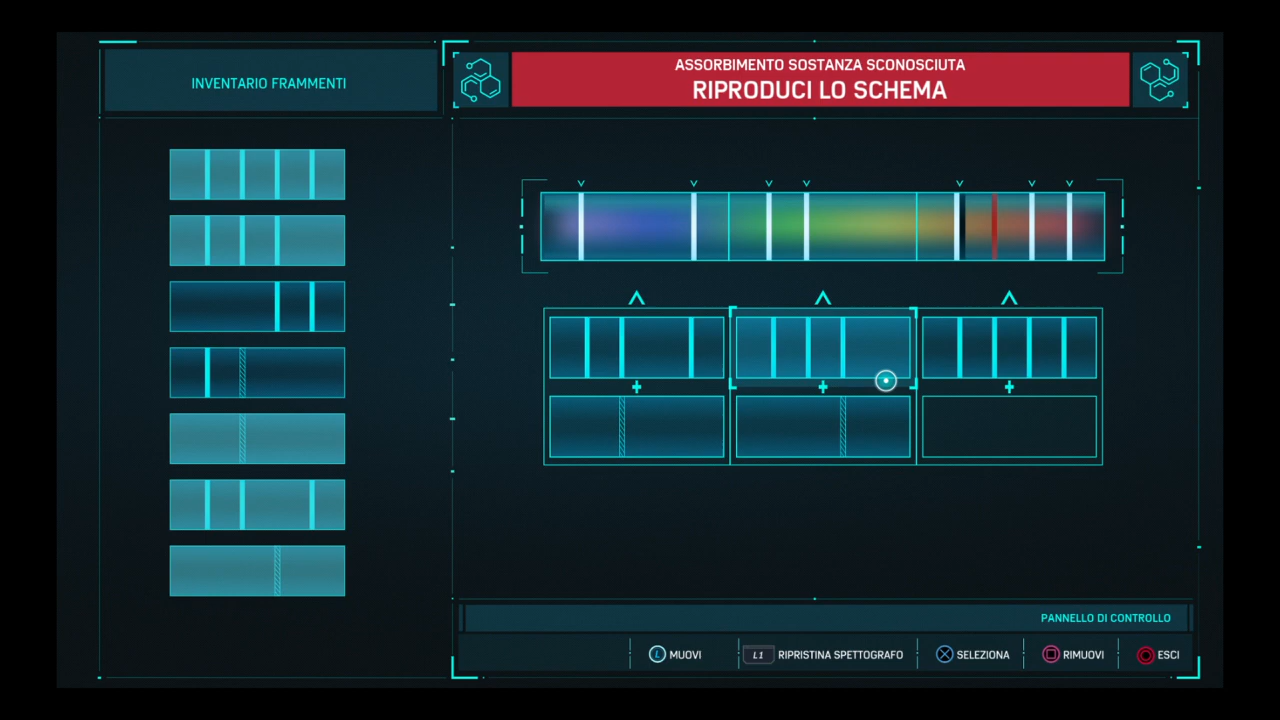 INVENTARIO FRAMMENTI
ASSORBIMENTO SOSTANZA SCONOSCIUTA
RIPRODUCI LO SCHEMA
PANNELLO DI CONTROLLO
L MUOVI
L1 RIPRISTINA SPETTOGRAFO
SELEZIONA
RIMUOVI
ESCI